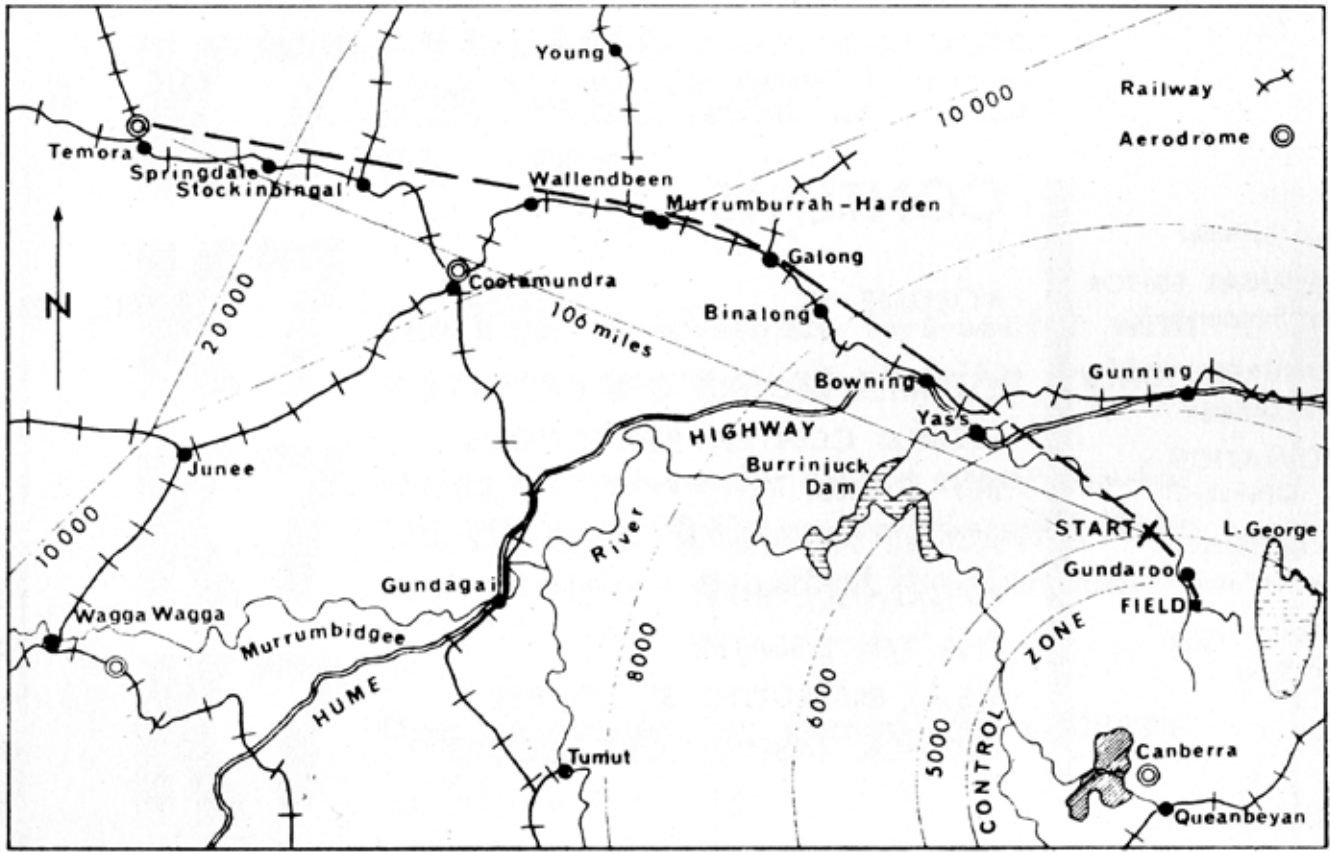 Young
Railway
10 000
Aerodrome
Temora
Springdale
Stockinbingal
Wallendbeen
Murrumburrah-Harden
N
20 000
Galong
Cootamundra
Binalong
106 miles
Gunning
Bowning
Yass
HIGHWAY
Junee
Burrinjuck
Dam
10 000
River
START
L-George
Gundaroo
Gundagai
FIELD
Wagga Wagga
Murrumbidgee
ZONE
8000
HUME
6000
5000
CONTROL
Tumut
Canberra
Queanbeyan